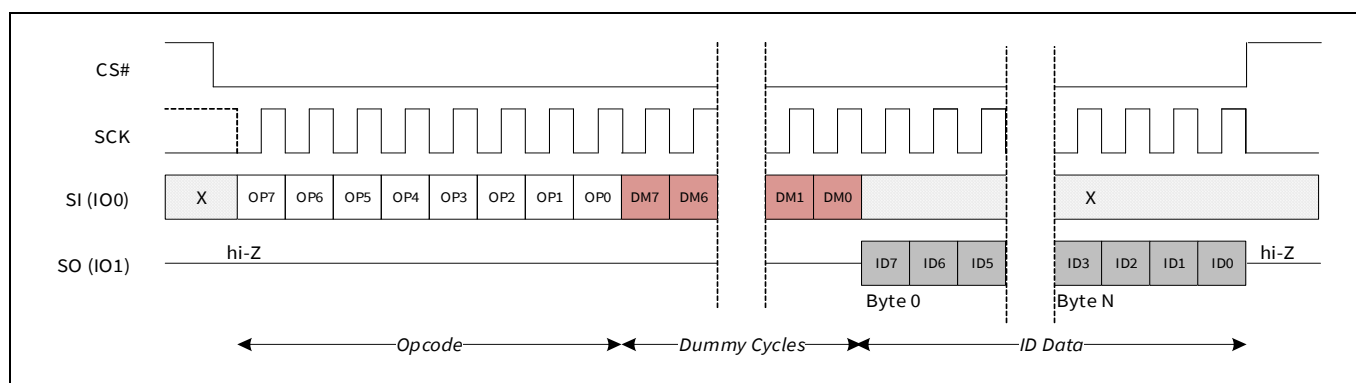 CS#
SCK
SI (IO0) X OP7 OP6 OP5 OP4 OP3 OP2 OP1 OP0 DM7 DM6 DM1 DM0 X
hi-Z hi-Z
SO (IO1) ID7 ID6 ID5 ID3 ID2 ID1 ID0
Byte 0 Byte N
Opcode Dummy Cycles ID Data